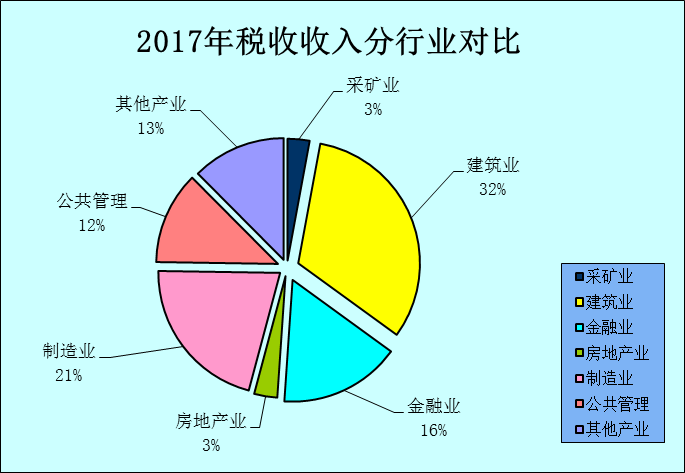 2017年税收收入分行业对比
采矿业
3%
其他产业
13%
建筑业
32%
公共管理
12%
制造业
21%
房地产业
3%
金融业
16%
采矿业
建筑业
金融业
房地产业
制造业
公共管理
其他产业